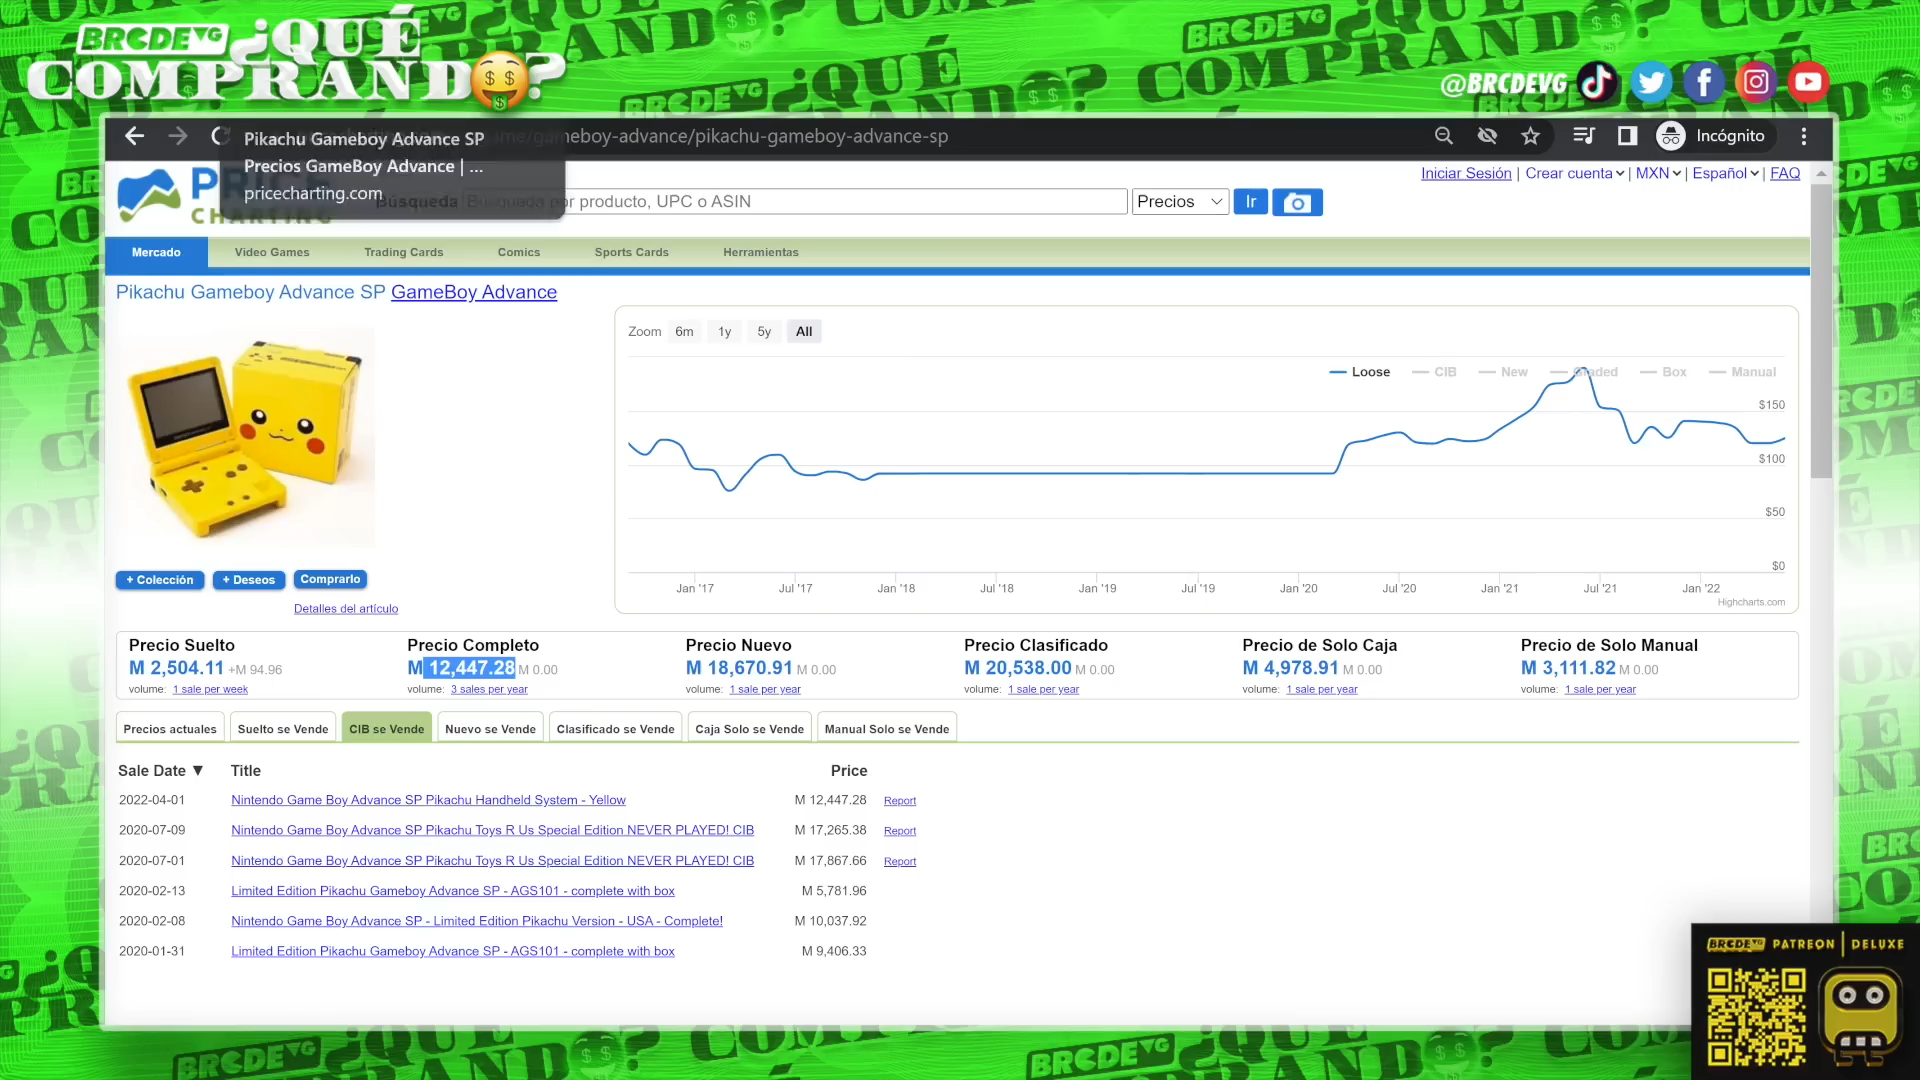 BRCDEVG ¿QUÉ
COMPRANDO?
@BRCDEVG
Pikachu Gameboy Advance SP
Precios GameBoy Advance | ...
pricecharting.com
me/gameboy-advance/pikachu-gameboy-advance-sp
Incógnito
Iniciar Sesión | Crear cuenta | MXN | Español | FAQ
PRICE
CHARTING
Búsqueda
Búsqueda por producto, UPC o ASIN
Precios
Ir
Mercado
Video Games
Trading Cards
Comics
Sports Cards
Herramientas
Pikachu Gameboy Advance SP GameBoy Advance
Zoom 6m 1y 5y All
Loose CIB New Graded Box Manual
$150
$100
$50
$0
Jan '17 Jul '17 Jan '18 Jul '18 Jan '19 Jul '19 Jan '20 Jul '20 Jan '21 Jul '21 Jan '22
Highcharts.com
+ Colección
+ Deseos
Comprarlo
Detalles del artículo
Precio Suelto
M 2,504.11 +M 94.96
volume: 1 sale per week
Precio Completo
M 12,447.28 M 0.00
volume: 3 sales per year
Precio Nuevo
M 18,670.91 M 0.00
volume: 1 sale per year
Precio Clasificado
M 20,538.00 M 0.00
volume: 1 sale per year
Precio de Solo Caja
M 4,978.91 M 0.00
volume: 1 sale per year
Precio de Solo Manual
M 3,111.82 M 0.00
volume: 1 sale per year
Precios actuales
Suelto se Vende
CIB se Vende
Nuevo se Vende
Clasificado se Vende
Caja Solo se Vende
Manual Solo se Vende
Sale Date ▼ Title Price
2022-04-01 Nintendo Game Boy Advance SP Pikachu Handheld System - Yellow M 12,447.28 Report
2020-07-09 Nintendo Game Boy Advance SP Pikachu Toys R Us Special Edition NEVER PLAYED! CIB M 17,265.38 Report
2020-07-01 Nintendo Game Boy Advance SP Pikachu Toys R Us Special Edition NEVER PLAYED! CIB M 17,867.66 Report
2020-02-13 Limited Edition Pikachu Gameboy Advance SP - AGS101 - complete with box M 5,781.96
2020-02-08 Nintendo Game Boy Advance SP - Limited Edition Pikachu Version - USA - Complete! M 10,037.92
2020-01-31 Limited Edition Pikachu Gameboy Advance SP - AGS101 - complete with box M 9,406.33
BRCDEVG PATREON | DELUXE